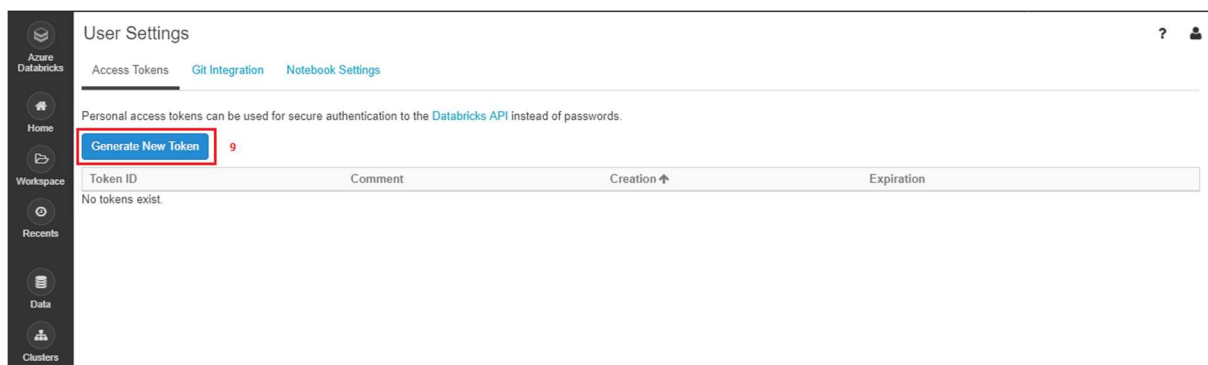 User Settings
?
Azure
Databricks
Access Tokens Git Integration Notebook Settings
Home
Personal access tokens can be used for secure authentication to the Databricks API instead of passwords.
Generate New Token 9
Workspace
Token ID Comment Creation Expiration
No tokens exist.
Recents
Data
Clusters